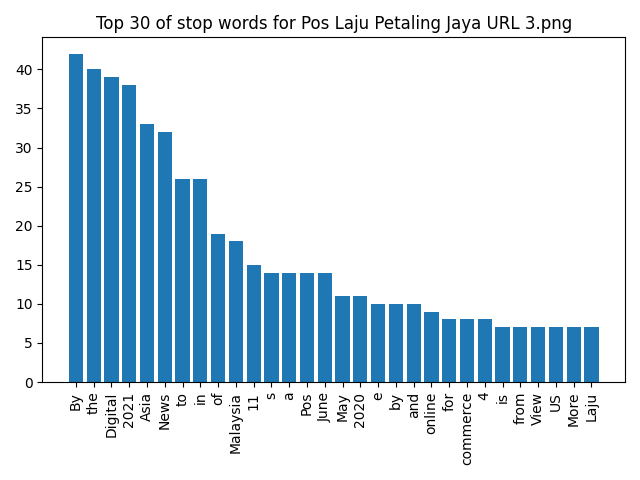 Top 30 of stop words for Pos Laju Petaling Jaya URL 3.png
40
35
30
25
20
15
10
5
0
By
the
Digital
2021
Asia
News
to
in
of
Malaysia
11
s
a
Pos
June
May
2020
e
by
and
online
for
commerce
4
is
from
View
US
More
Laju